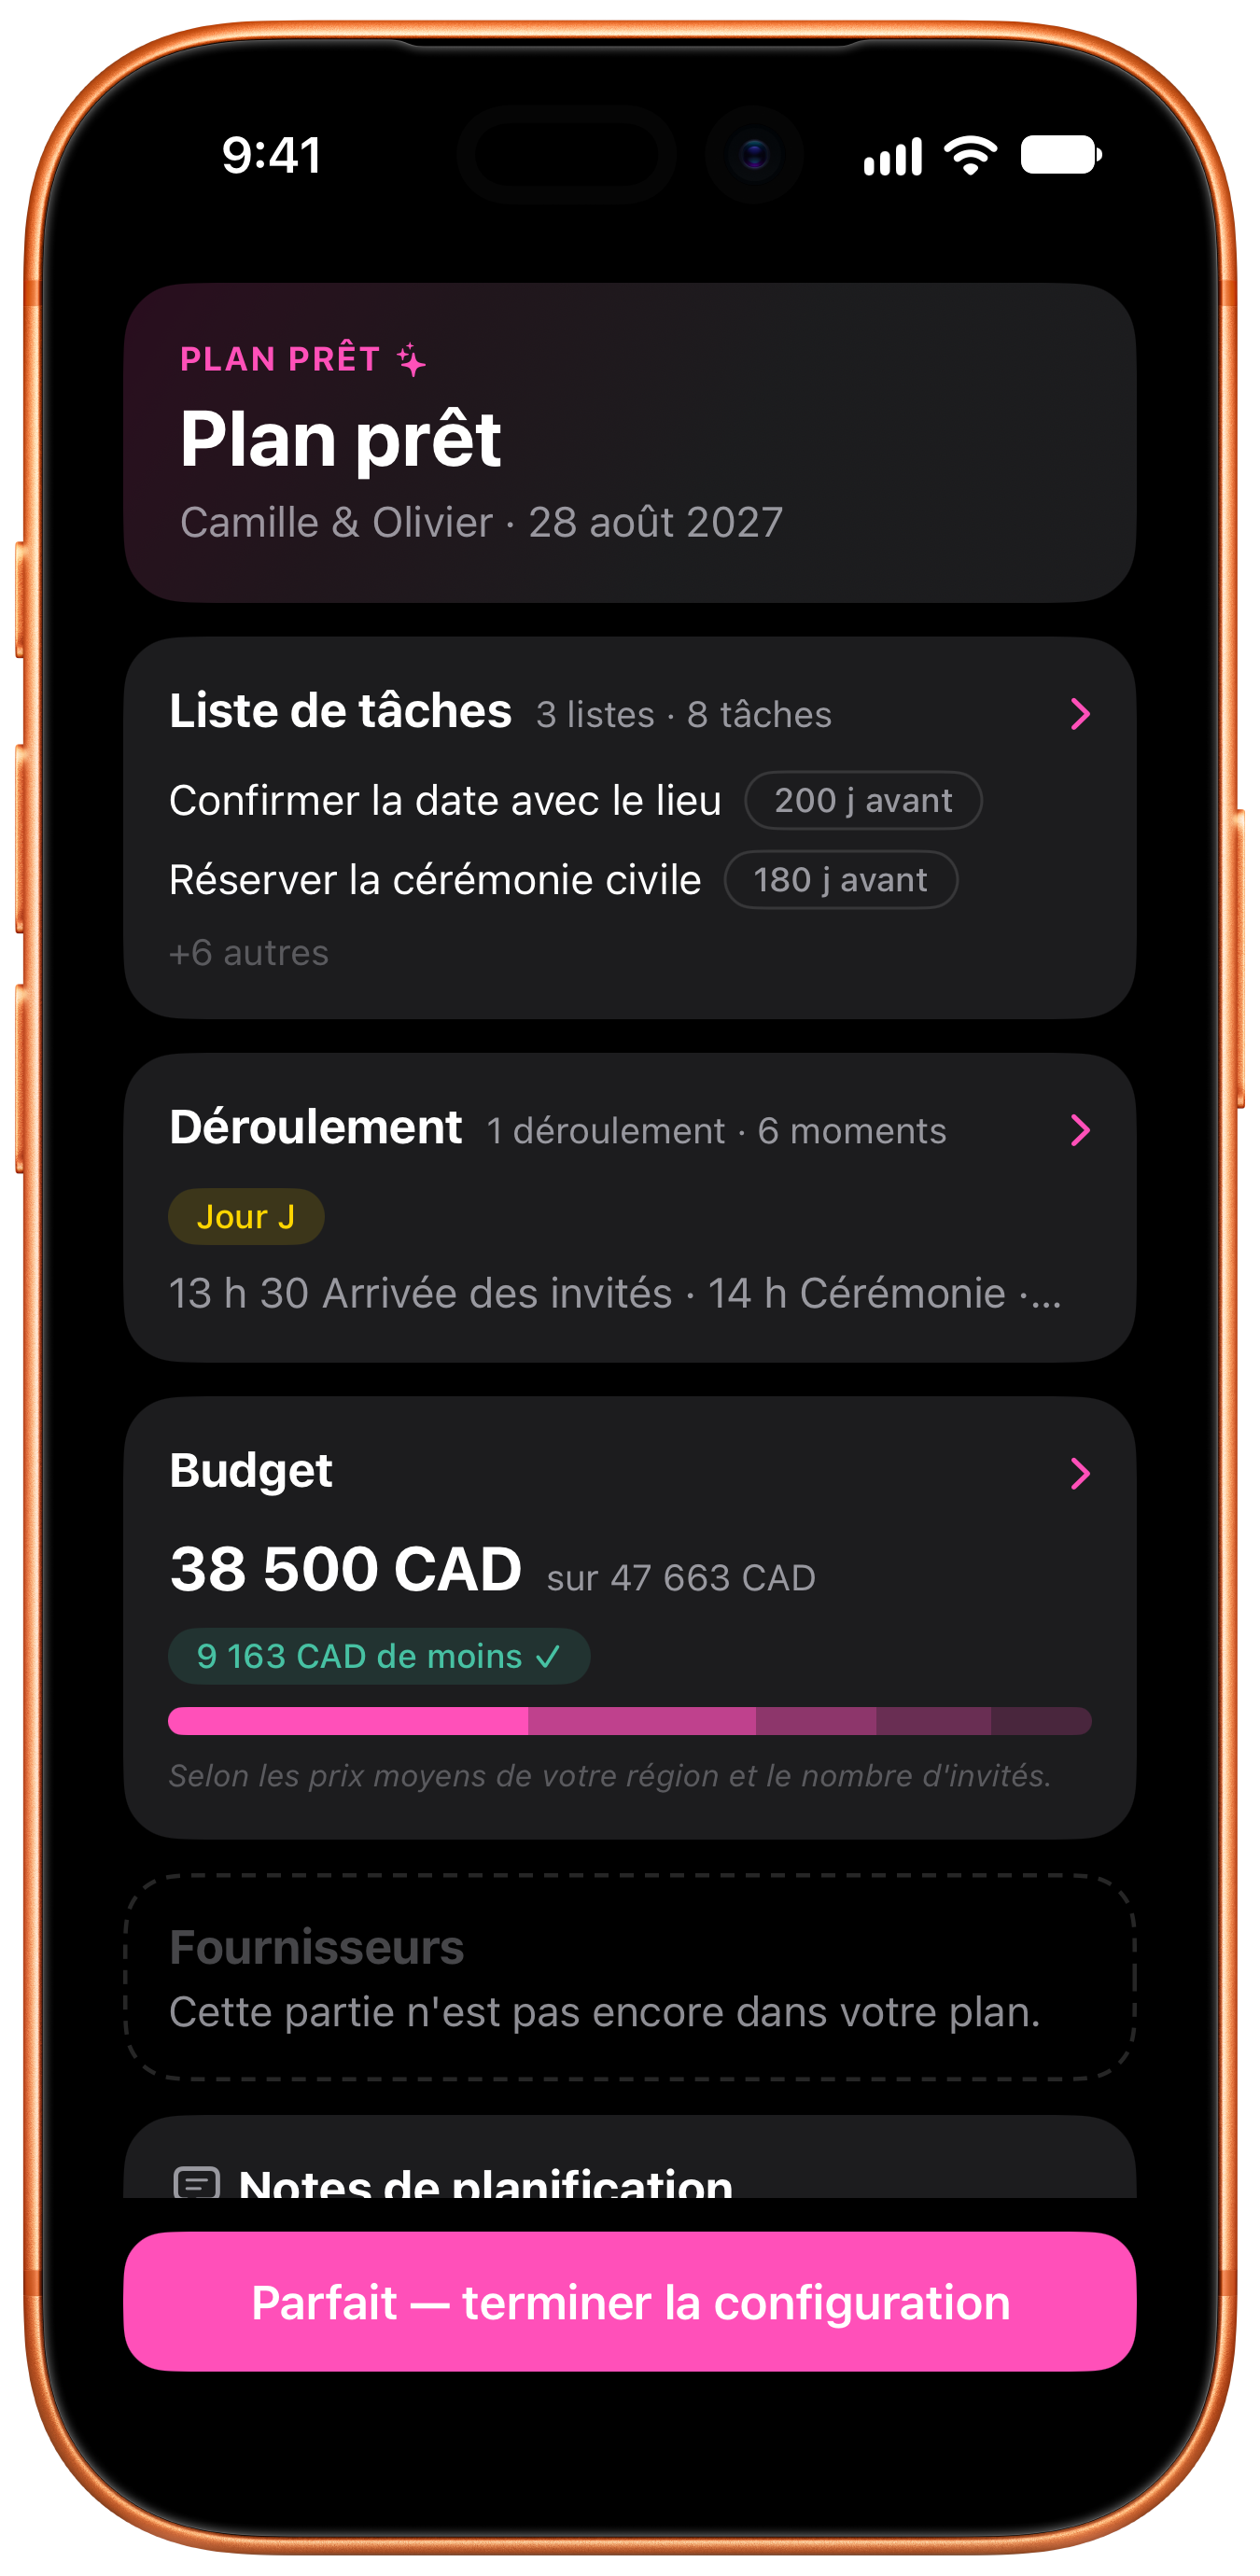 9:41
PLAN PRÊT
Plan prêt
Camille & Olivier · 28 août 2027
Liste de tâches 3 listes · 8 tâches
Confirmer la date avec le lieu 200 j avant
Réserver la cérémonie civile 180 j avant
+6 autres
Déroulement 1 déroulement · 6 moments
Jour J
13 h 30 Arrivée des invités · 14 h Cérémonie ·...
Budget
38 500 CAD sur 47 663 CAD
9 163 CAD de moins ✓
Selon les prix moyens de votre région et le nombre d'invités.
Fournisseurs
Cette partie n'est pas encore dans votre plan.
Notes de planification
Parfait — terminer la configuration